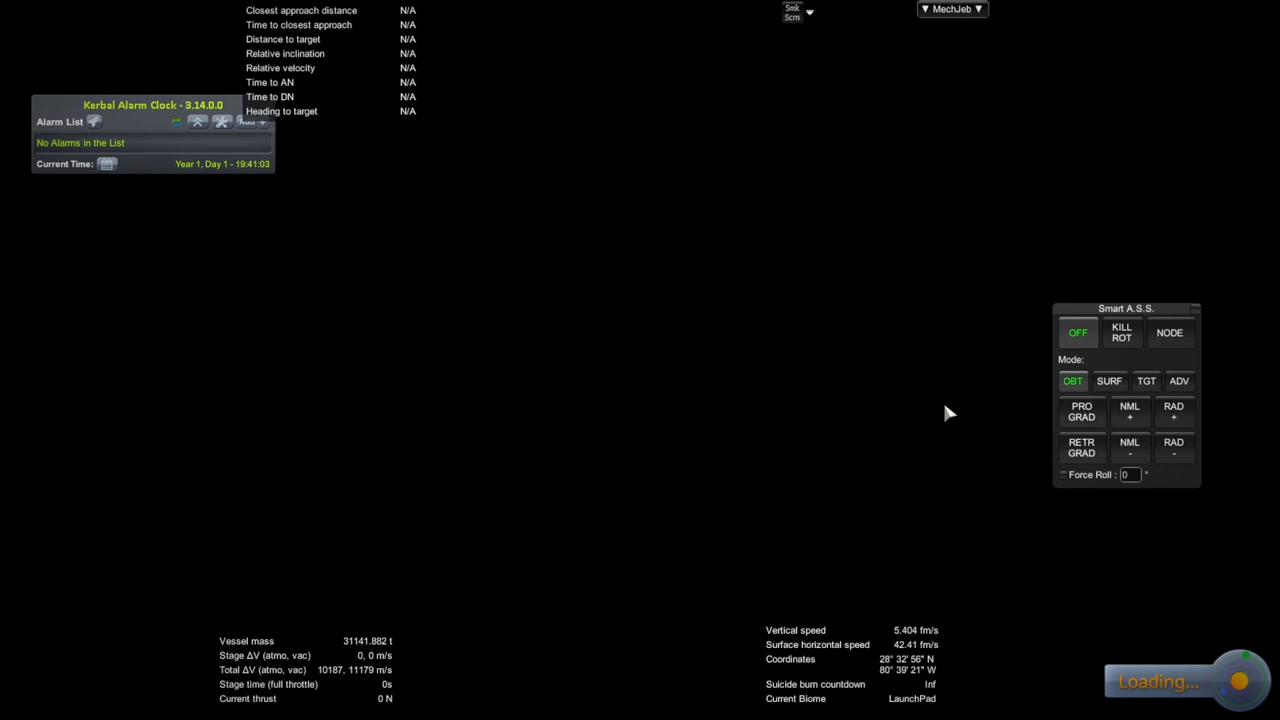 Closest approach distance N/A
Time to closest approach N/A
Distance to target N/A
Relative inclination N/A
Relative velocity N/A
Time to AN N/A
Time to DN N/A
Heading to target N/A
Smk
Scrn
▼ MechJeb ▼
Kerbal Alarm Clock - 3.14.0.0
Alarm List
Add +
No Alarms in the List
Current Time: Year 1, Day 1 - 19:41:03
Smart A.S.S.
OFF KILL ROT NODE
Mode:
OBT SURF TGT ADV
PRO GRAD NML + RAD +
RETR GRAD NML - RAD -
Force Roll : 0 °
Vessel mass 31141.882 t
Stage ΔV (atmo, vac) 0, 0 m/s
Total ΔV (atmo, vac) 10187, 11179 m/s
Stage time (full throttle) 0s
Current thrust 0 N
Vertical speed 5.404 fm/s
Surface horizontal speed 42.41 fm/s
Coordinates 28° 32' 56" N
80° 39' 21" W
Suicide burn countdown Inf
Current Biome LaunchPad
Loading...